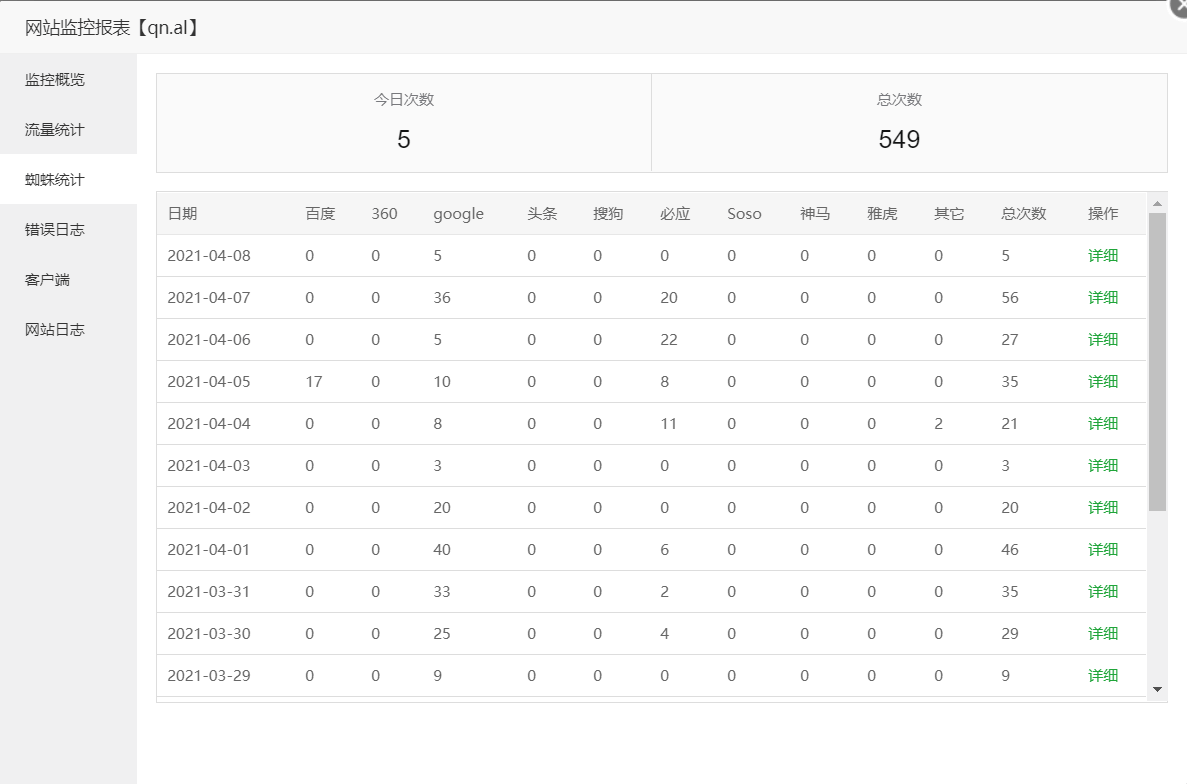 网站监控报表【qn.al】
监控概览
流量统计
蜘蛛统计
错误日志
客户端
网站日志
今日次数 总次数
5 549
日期 百度 360 google 头条 搜狗 必应 Soso 神马 雅虎 其它 总次数 操作
2021-04-08 0 0 5 0 0 0 0 0 0 0 5 详细
2021-04-07 0 0 36 0 0 20 0 0 0 0 56 详细
2021-04-06 0 0 5 0 0 22 0 0 0 0 27 详细
2021-04-05 17 0 10 0 0 8 0 0 0 0 35 详细
2021-04-04 0 0 8 0 0 11 0 0 0 2 21 详细
2021-04-03 0 0 3 0 0 0 0 0 0 0 3 详细
2021-04-02 0 0 20 0 0 0 0 0 0 0 20 详细
2021-04-01 0 0 40 0 0 6 0 0 0 0 46 详细
2021-03-31 0 0 33 0 0 2 0 0 0 0 35 详细
2021-03-30 0 0 25 0 0 4 0 0 0 0 29 详细
2021-03-29 0 0 9 0 0 0 0 0 0 0 9 详细